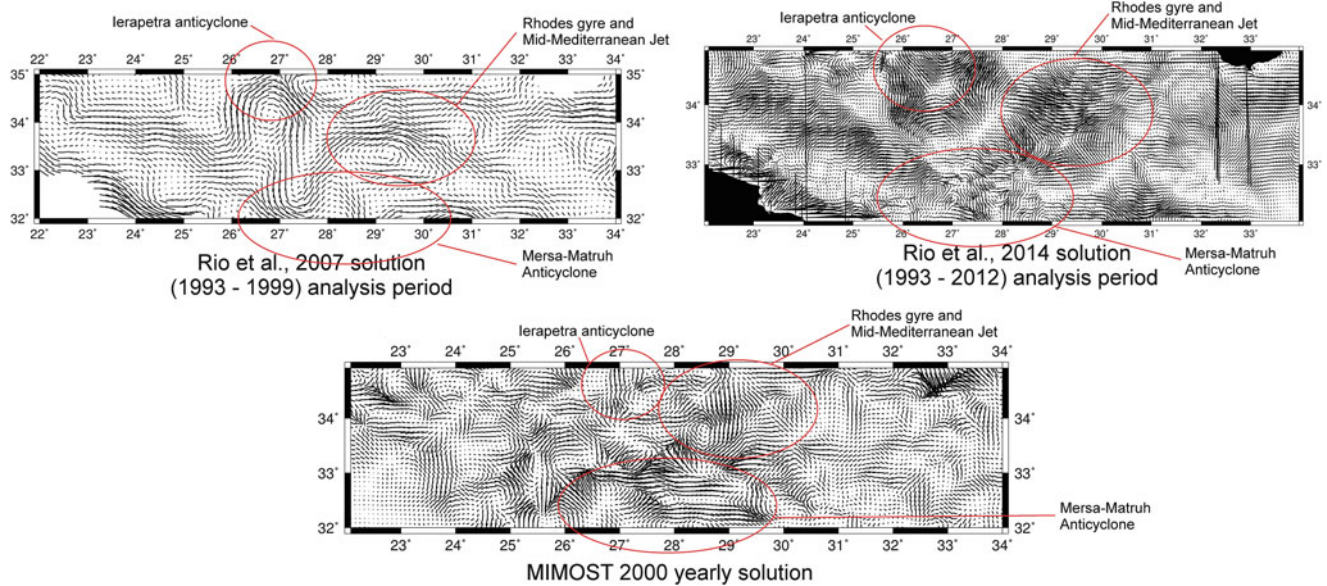 Ierapetra anticyclone
Rhodes gyre and
Mid-Mediterranean Jet
22˚ 23˚ 24˚ 25˚ 26˚ 27˚ 28˚ 29˚ 30˚ 31˚ 32˚ 33˚ 34˚
35˚ 35˚
34˚ 34˚
33˚ 33˚
32˚ 32˚
22˚ 23˚ 24˚ 25˚ 26˚ 27˚ 28˚ 29˚ 30˚ 31˚ 32˚ 33˚ 34˚
Mersa-Matruh
Anticyclone
Rio et al., 2007 solution
(1993 - 1999) analysis period
Ierapetra anticyclone
Rhodes gyre and
Mid-Mediterranean Jet
23˚ 24˚ 25˚ 26˚ 27˚ 28˚ 29˚ 30˚ 31˚ 32˚ 33˚
34˚ 34˚
33˚ 33˚
23˚ 24˚ 25˚ 26˚ 27˚ 28˚ 29˚ 30˚ 31˚ 32˚ 33˚
Mersa-Matruh
Anticyclone
Rio et al., 2014 solution
(1993 - 2012) analysis period
Ierapetra anticyclone
Rhodes gyre and
Mid-Mediterranean Jet
23˚ 24˚ 25˚ 26˚ 27˚ 28˚ 29˚ 30˚ 31˚ 32˚ 33˚ 34˚
34˚ 34˚
33˚ 33˚
32˚ 32˚
23˚ 24˚ 25˚ 26˚ 27˚ 28˚ 29˚ 30˚ 31˚ 32˚ 33˚ 34˚
Mersa-Matruh
Anticyclone
MIMOST 2000 yearly solution